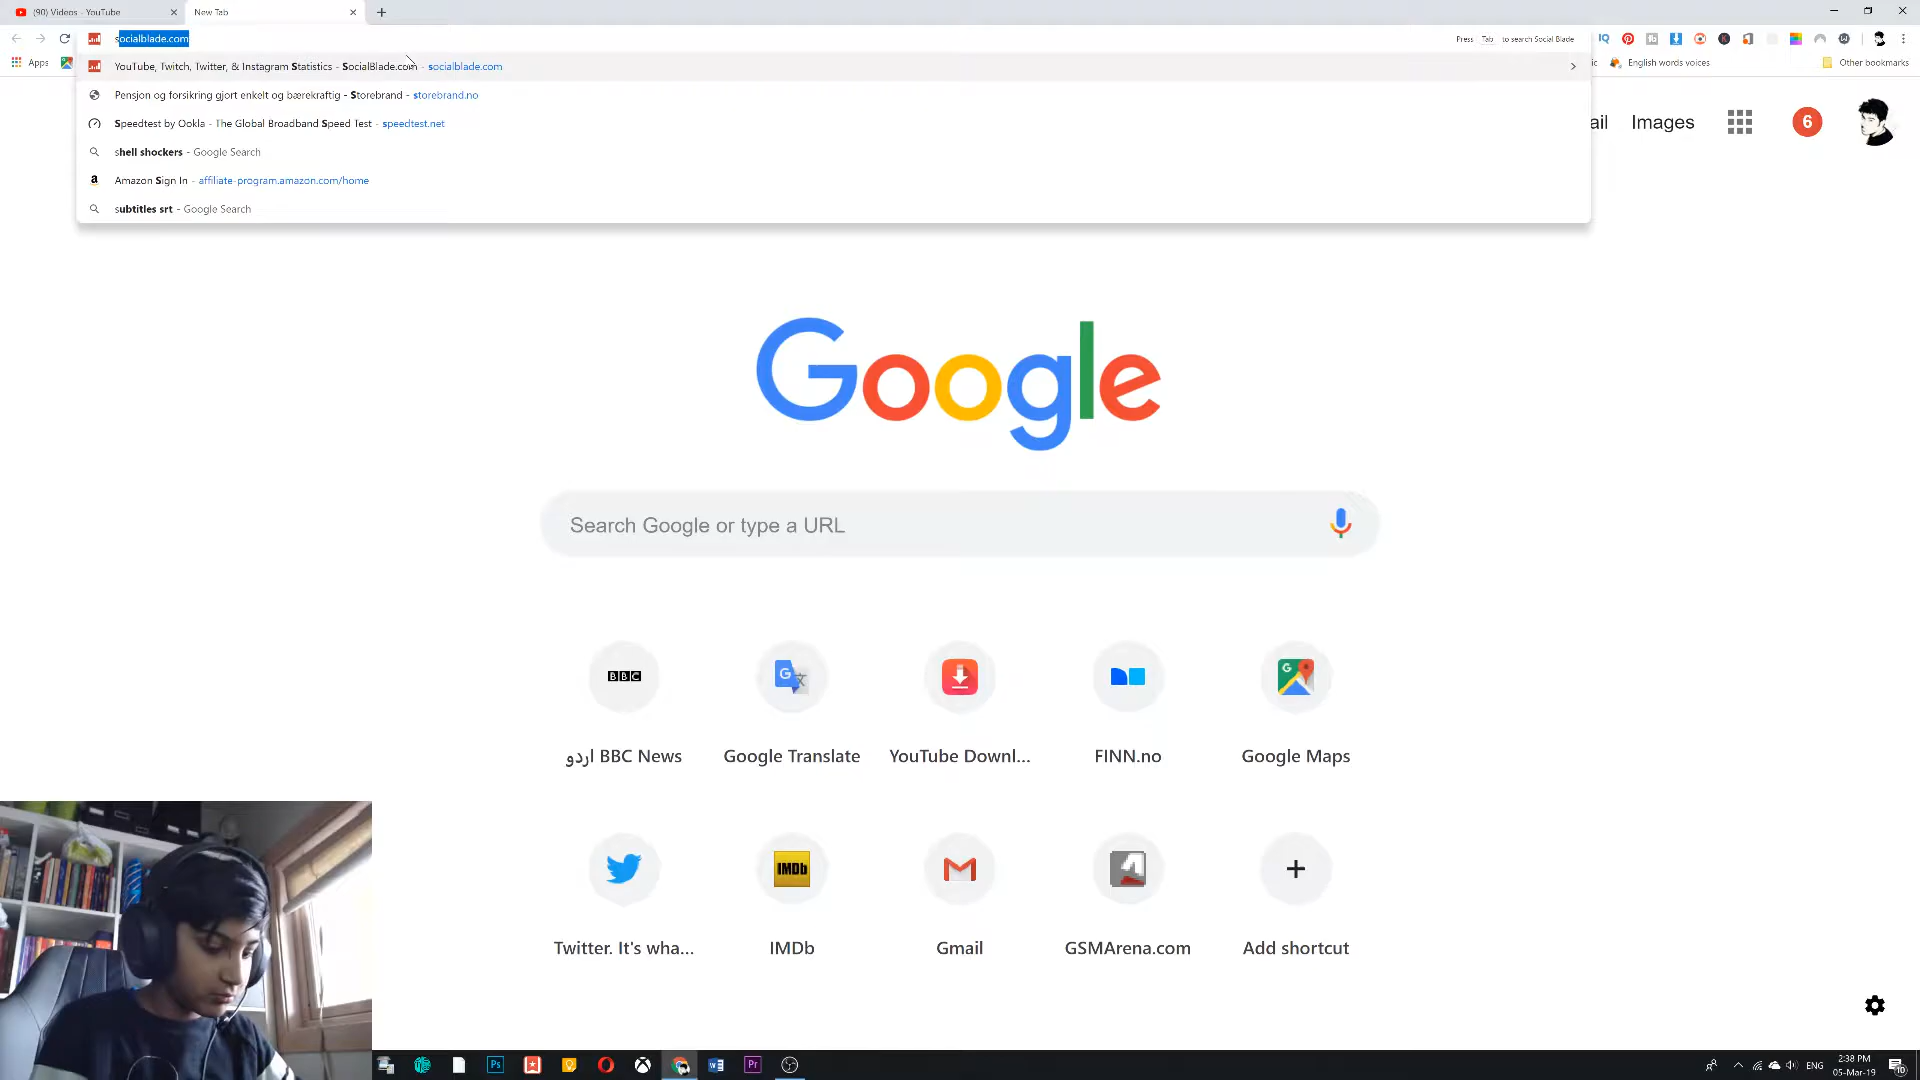 (90) Videos - YouTube
New Tab
socialblade.com
Press Tab to search Social Blade
YouTube, Twitch, Twitter, & Instagram Statistics - SocialBlade.com - socialblade.com
Apps
English words voices
Other bookmarks
Pensjon og forsikring gjort enkelt og bærekraftig - Storebrand - storebrand.no
Speedtest by Ookla - The Global Broadband Speed Test - speedtest.net
shell shockers - Google Search
Amazon Sign In - affiliate-program.amazon.com/home
subtitles srt - Google Search
ail
Images
6
Google
Search Google or type a URL
BBC
BBC News اردو
Google Translate
YouTube Downl...
FINN.no
Google Maps
IMDb
Twitter. It's wha...
IMDb
Gmail
GSMArena.com
Add shortcut
Ps
Pr
ENG
2:38 PM
05-Mar-19
10